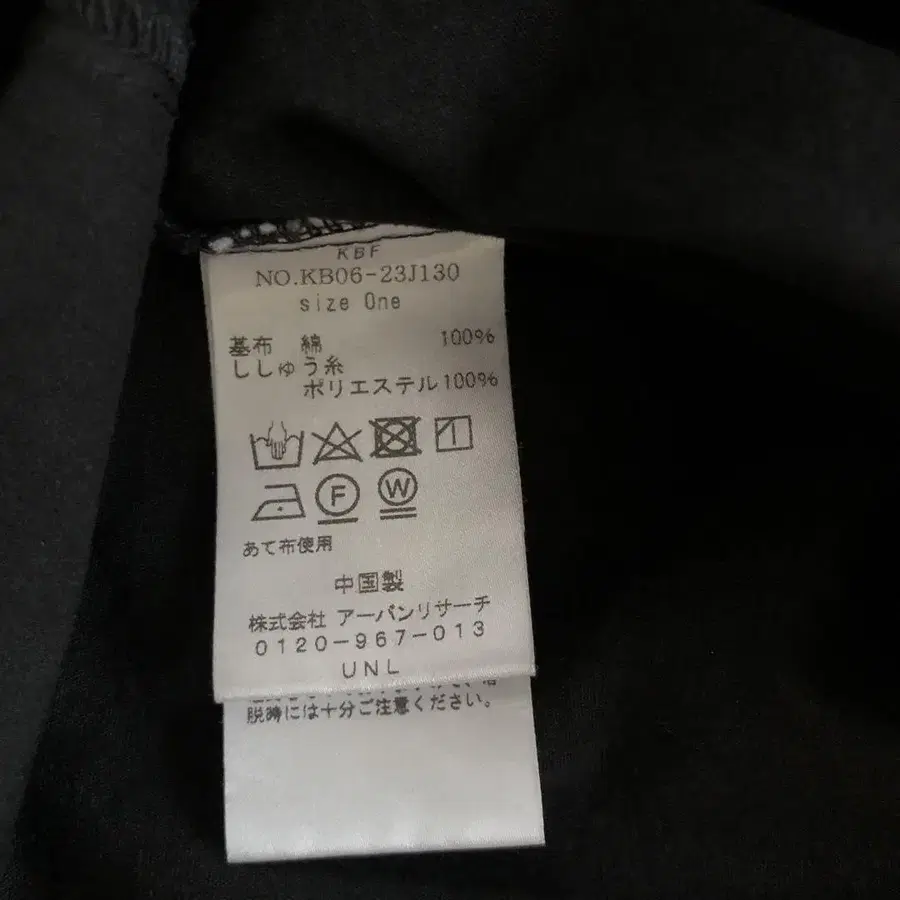 KBF
NO.KB06-23J130
size One
基布 綿 100%
ししゅう糸
ポリエステル100%
F W
あて布使用
中国製
株式会社 アーバンリサーチ
0120-967-013
UNL
脱時には十分ご注意ください。